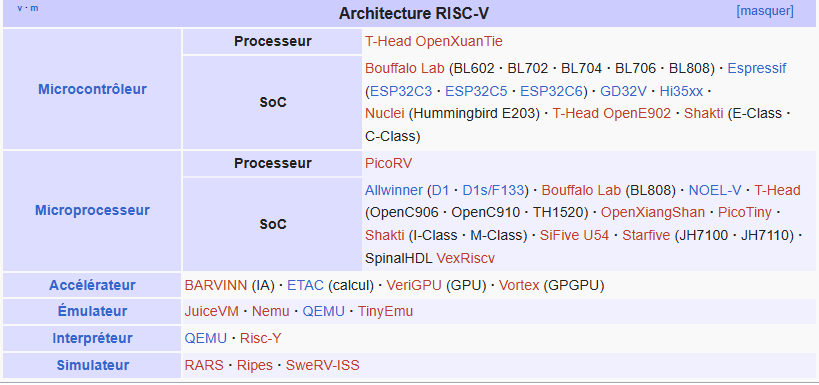 v · m
Architecture RISC-V
[masquer]
Microcontrôleur
Processeur
T-Head OpenXuanTie
SoC
Bouffalo Lab (BL602 · BL702 · BL704 · BL706 · BL808) · Espressif
(ESP32C3 · ESP32C5 · ESP32C6) · GD32V · Hi35xx ·
Nuclei (Hummingbird E203) · T-Head OpenE902 · Shakti (E-Class ·
C-Class)
Microprocesseur
Processeur
PicoRV
SoC
Allwinner (D1 · D1s/F133) · Bouffalo Lab (BL808) · NOEL-V · T-Head
(OpenC906 · OpenC910 · TH1520) · OpenXiangShan · PicoTiny ·
Shakti (I-Class · M-Class) · SiFive U54 · Starfive (JH7100 · JH7110) ·
SpinalHDL VexRiscv
Accélérateur
BARVINN (IA) · ETAC (calcul) · VeriGPU (GPU) · Vortex (GPGPU)
Émulateur
JuiceVM · Nemu · QEMU · TinyEmu
Interpréteur
QEMU · Risc-Y
Simulateur
RARS · Ripes · SweRV-ISS